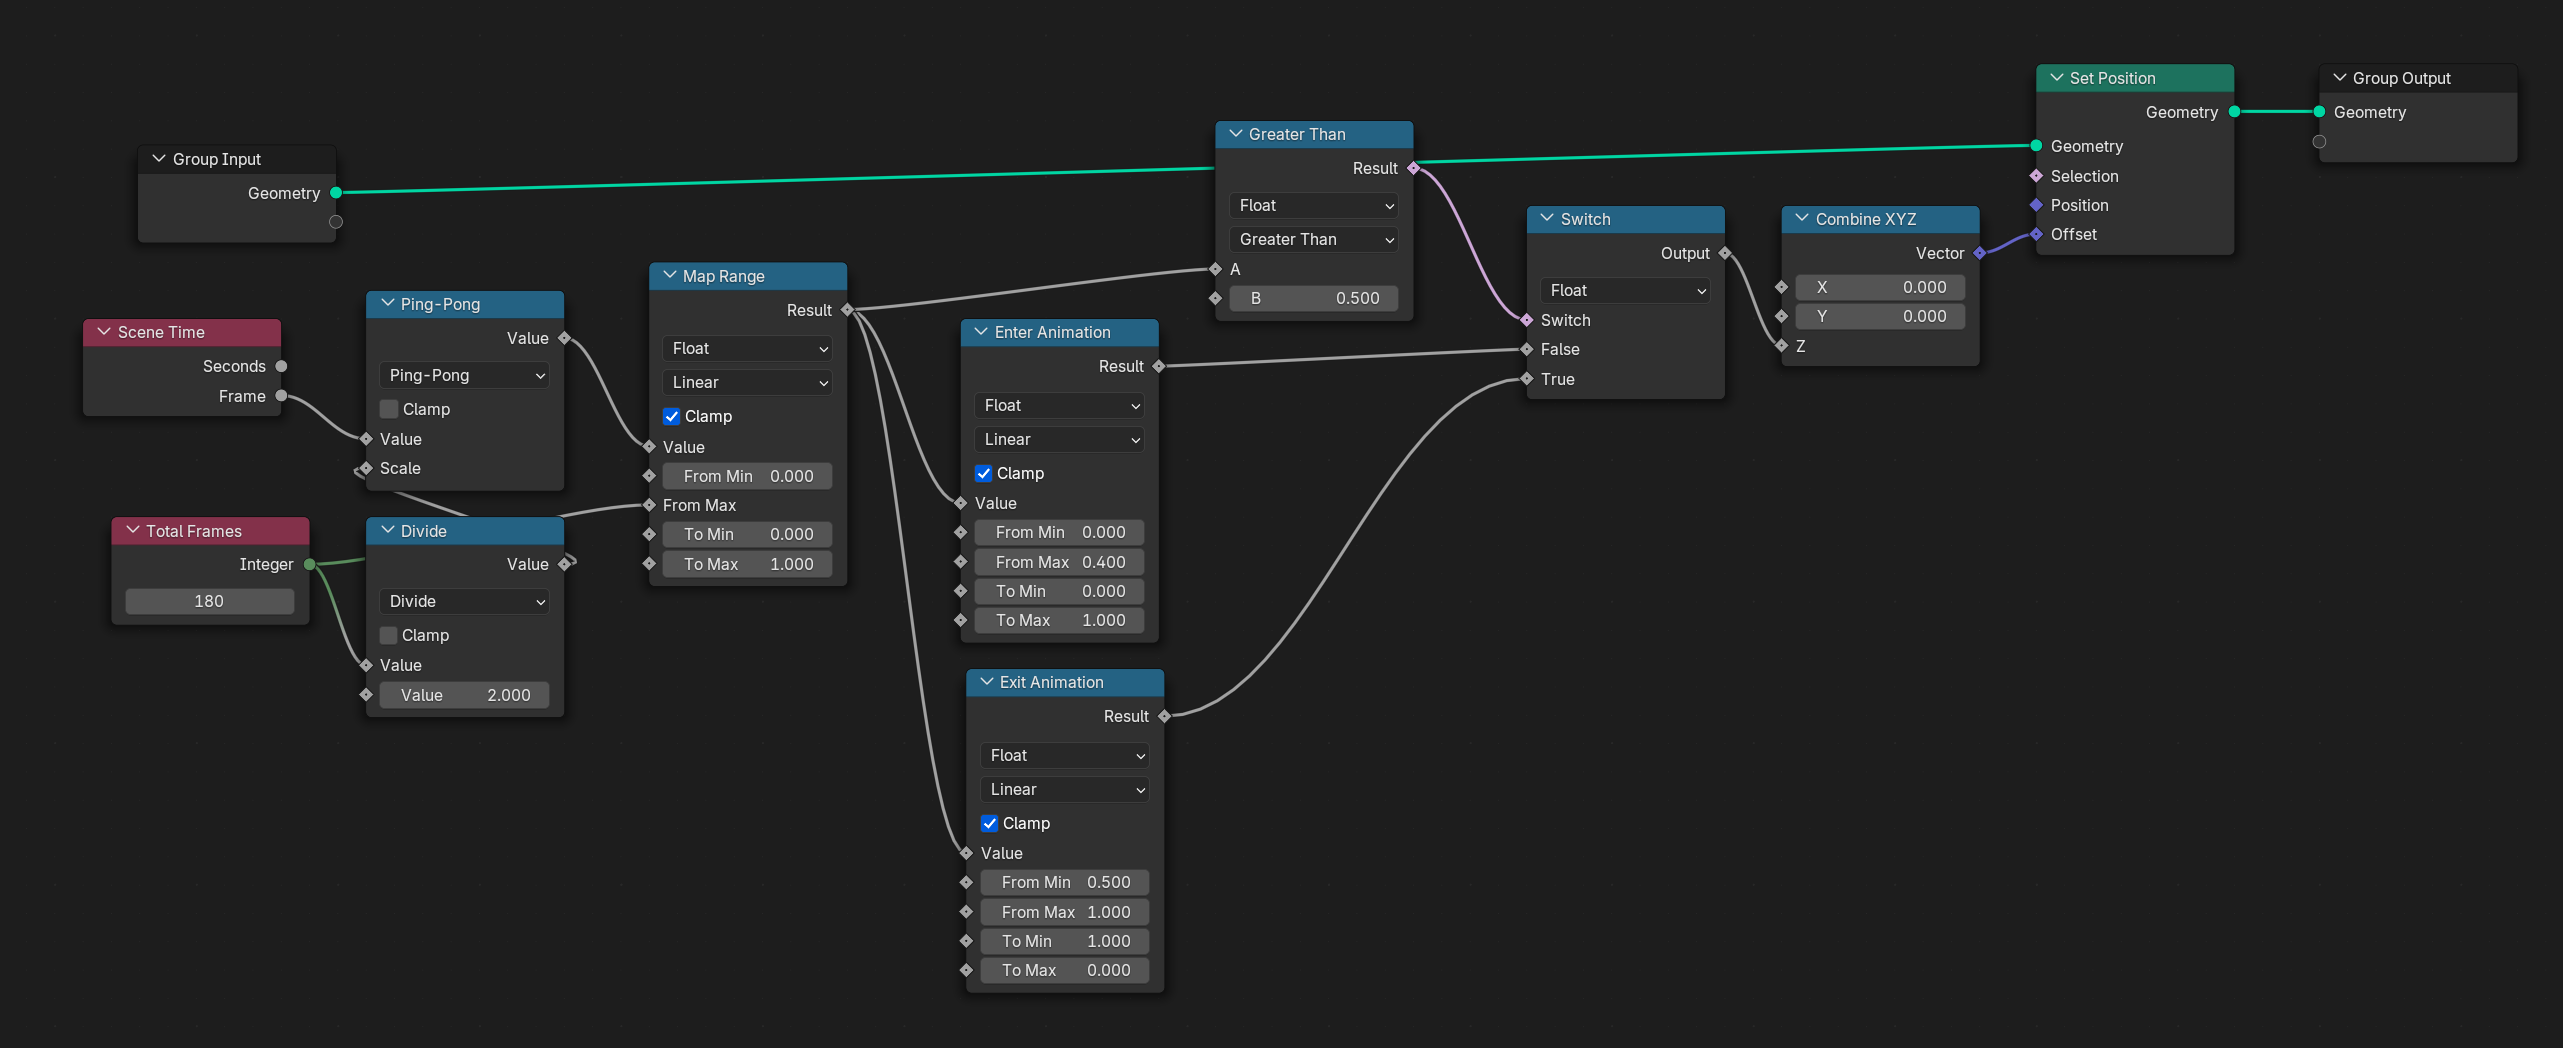 Group Input
Geometry
Scene Time
Seconds
Frame
Total Frames
Integer
180
Ping-Pong
Value
Ping-Pong
Clamp
Value
Scale
Divide
Value
Divide
Clamp
Value
Value 2.000
Map Range
Result
Float
Linear
Clamp
Value
From Min 0.000
From Max
To Min 0.000
To Max 1.000
Enter Animation
Result
Float
Linear
Clamp
Value
From Min 0.000
From Max 0.400
To Min 0.000
To Max 1.000
Exit Animation
Result
Float
Linear
Clamp
Value
From Min 0.500
From Max 1.000
To Min 1.000
To Max 0.000
Greater Than
Result
Float
Greater Than
A
B 0.500
Switch
Output
Float
Switch
False
True
Combine XYZ
Vector
X 0.000
Y 0.000
Z
Set Position
Geometry
Geometry
Selection
Position
Offset
Group Output
Geometry